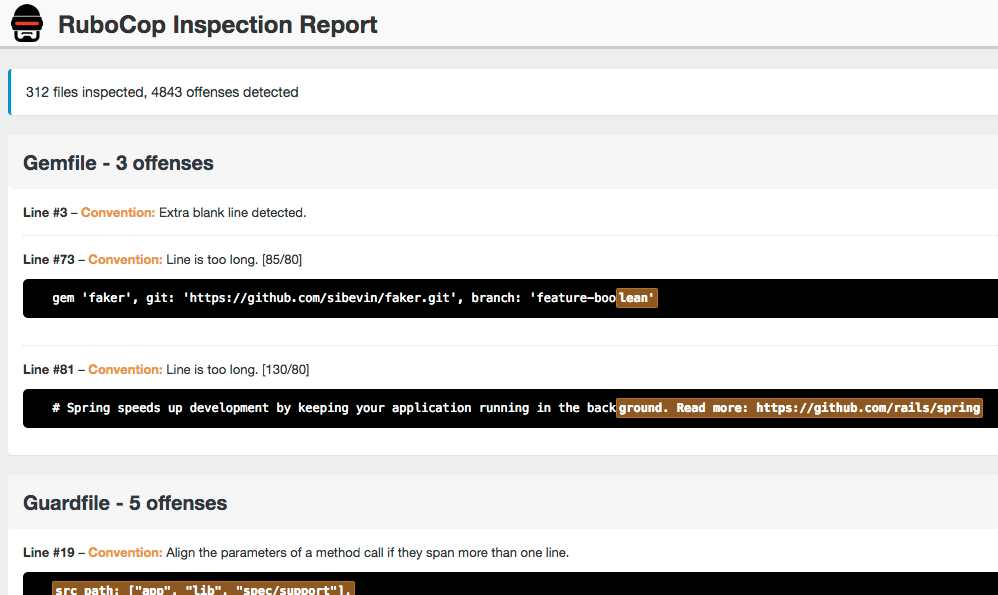 RuboCop Inspection Report
312 files inspected, 4843 offenses detected
Gemfile - 3 offenses
Line #3 – Convention: Extra blank line detected.
Line #73 – Convention: Line is too long. [85/80]
gem 'faker', git: 'https://github.com/sibevin/faker.git', branch: 'feature-boolean'
Line #81 – Convention: Line is too long. [130/80]
# Spring speeds up development by keeping your application running in the background. Read more: https://github.com/rails/spring
Guardfile - 5 offenses
Line #19 – Convention: Align the parameters of a method call if they span more than one line.
src_path: ["app", "lib", "spec/support"],